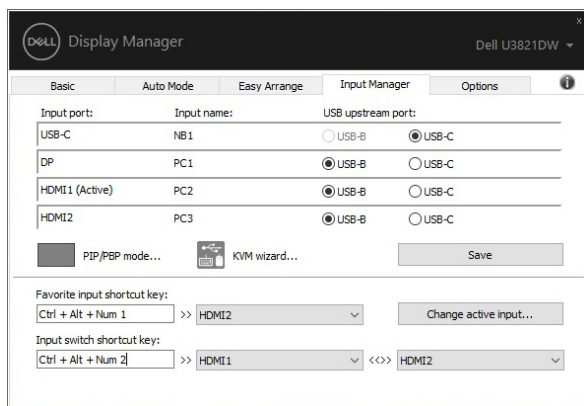 DELL Display Manager
x
Dell U3821DW
Basic Auto Mode Easy Arrange Input Manager Options i
Input port: Input name: USB upstream port:
USB-C NB1 USB-B USB-C
DP PC1 USB-B USB-C
HDMI1 (Active) PC2 USB-B USB-C
HDMI2 PC3 USB-B USB-C
PIP/PBP mode... KVM wizard... Save
Favorite input shortcut key:
Ctrl + Alt + Num 1 >> HDMI2 Change active input...
Input switch shortcut key:
Ctrl + Alt + Num 2 >> HDMI1 <<>> HDMI2